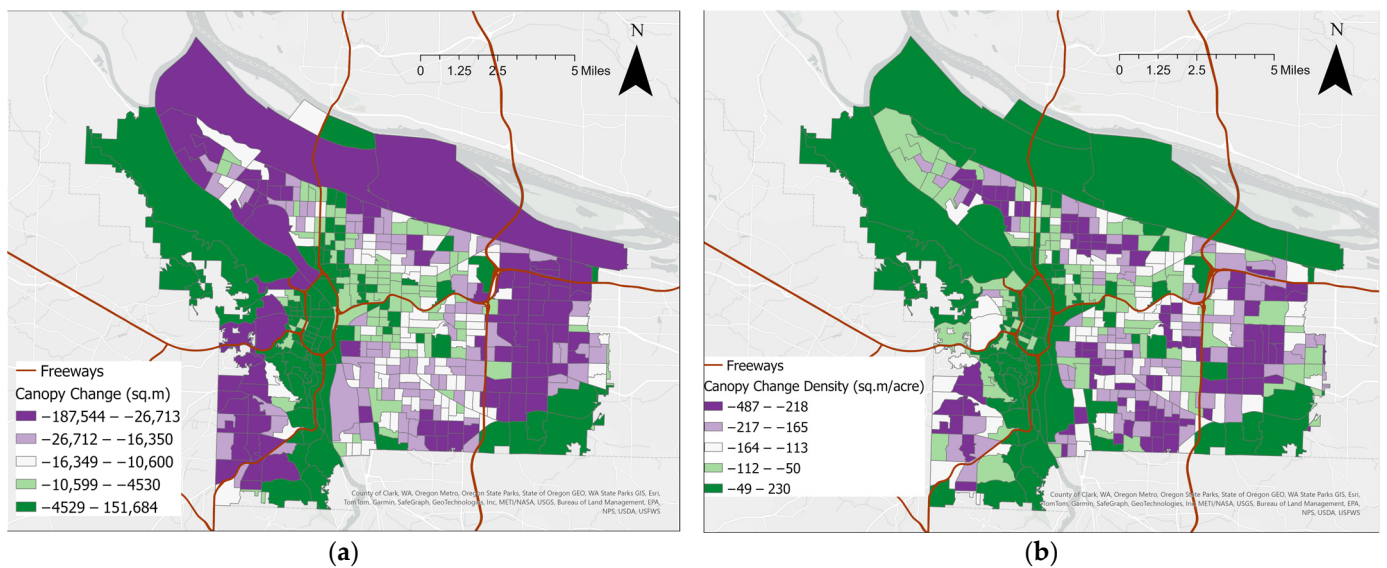 N
0 1.25 2.5 5 Miles
Freeways
Canopy Change (sq.m)
−187,544 – −26,713
−26,712 – −16,350
−16,349 – −10,600
−10,599 – −4530
−4529 – 151,684
County of Clark, WA, Oregon Metro, Oregon State Parks, State of Oregon GEO, WA State Parks GIS, Esri,
TomTom, Garmin, SafeGraph, GeoTechnologies, Inc, METI/NASA, USGS, Bureau of Land Management, EPA,
NPS, USDA, USFWS
(a)
N
0 1.25 2.5 5 Miles
Freeways
Canopy Change Density (sq.m/acre)
−487 – −218
−217 – −165
−164 – −113
−112 – −50
−49 – 230
County of Clark, WA, Oregon Metro, Oregon State Parks, State of Oregon GEO, WA State Parks GIS, Esri,
TomTom, Garmin, SafeGraph, GeoTechnologies, Inc, METI/NASA, USGS, Bureau of Land Management, EPA,
NPS, USDA, USFWS
(b)